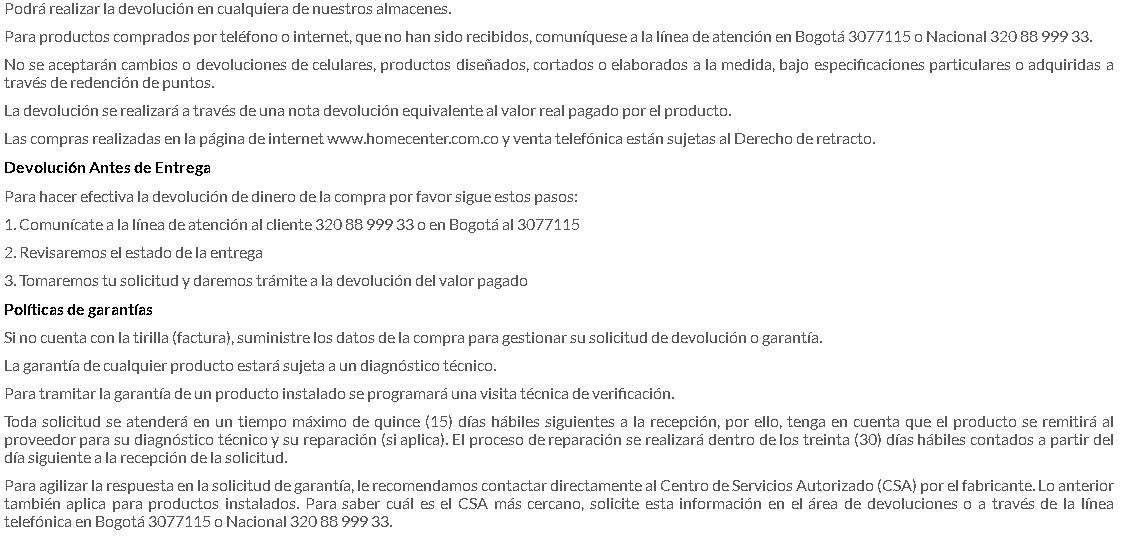 Podrá realizar la devolución en cualquiera de nuestros almacenes.
Para productos comprados por teléfono o internet, que no han sido recibidos, comuníquese a la línea de atención en Bogotá 3077115 o Nacional 320 88 999 33.
No se aceptarán cambios o devoluciones de celulares, productos diseñados, cortados o elaborados a la medida, bajo especificaciones particulares o adquiridas a
través de redención de puntos.
La devolución se realizará a través de una nota devolución equivalente al valor real pagado por el producto.
Las compras realizadas en la página de internet www.homecenter.com.co y venta telefónica están sujetas al Derecho de retracto.
Devolución Antes de Entrega
Para hacer efectiva la devolución de dinero de la compra por favor sigue estos pasos:
1. Comunícate a la línea de atención al cliente 320 88 999 33 o en Bogotá al 3077115
2. Revisaremos el estado de la entrega
3. Tomaremos tu solicitud y daremos trámite a la devolución del valor pagado
Políticas de garantías
Si no cuenta con la tirilla (factura), suministre los datos de la compra para gestionar su solicitud de devolución o garantía.
La garantía de cualquier producto estará sujeta a un diagnóstico técnico.
Para tramitar la garantía de un producto instalado se programará una visita técnica de verificación.
Toda solicitud se atenderá en un tiempo máximo de quince (15) días hábiles siguientes a la recepción, por ello, tenga en cuenta que el producto se remitirá al
proveedor para su diagnóstico técnico y su reparación (si aplica). El proceso de reparación se realizará dentro de los treinta (30) días hábiles contados a partir del
día siguiente a la recepción de la solicitud.
Para agilizar la respuesta en la solicitud de garantía, le recomendamos contactar directamente al Centro de Servicios Autorizado (CSA) por el fabricante. Lo anterior
también aplica para productos instalados. Para saber cuál es el CSA más cercano, solicite esta información en el área de devoluciones o a través de la línea
telefónica en Bogotá 3077115 o Nacional 320 88 999 33.